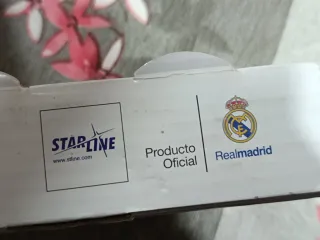 STARLINE
www.stline.com
Producto
Oficial
Realmadrid